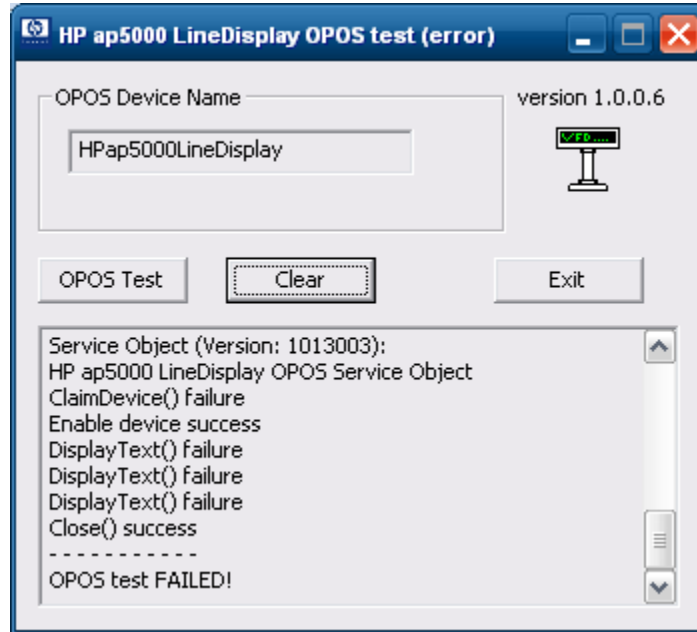 HP ap5000 LineDisplay OPOS test (error)
OPOS Device Name
version 1.0.0.6
HPap5000LineDisplay
VFD....
OPOS Test
Clear
Exit
Service Object (Version: 1013003):
HP ap5000 LineDisplay OPOS Service Object
ClaimDevice() failure
Enable device success
DisplayText() failure
DisplayText() failure
DisplayText() failure
Close() success
- - - - - - - - - - -
OPOS test FAILED!